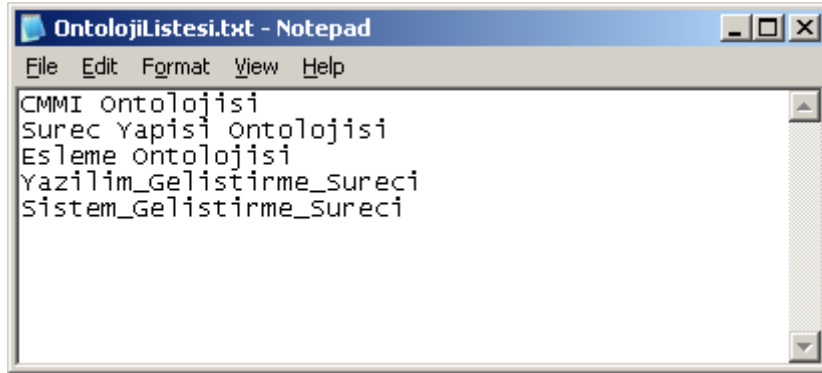 OntolojiListesi.txt - Notepad
File Edit Format View Help
CMMI Ontolojisi
Surec Yapisi Ontolojisi
Esleme Ontolojisi
Yazilim_Gelistirme_Sureci
Sistem_Gelistirme_Sureci